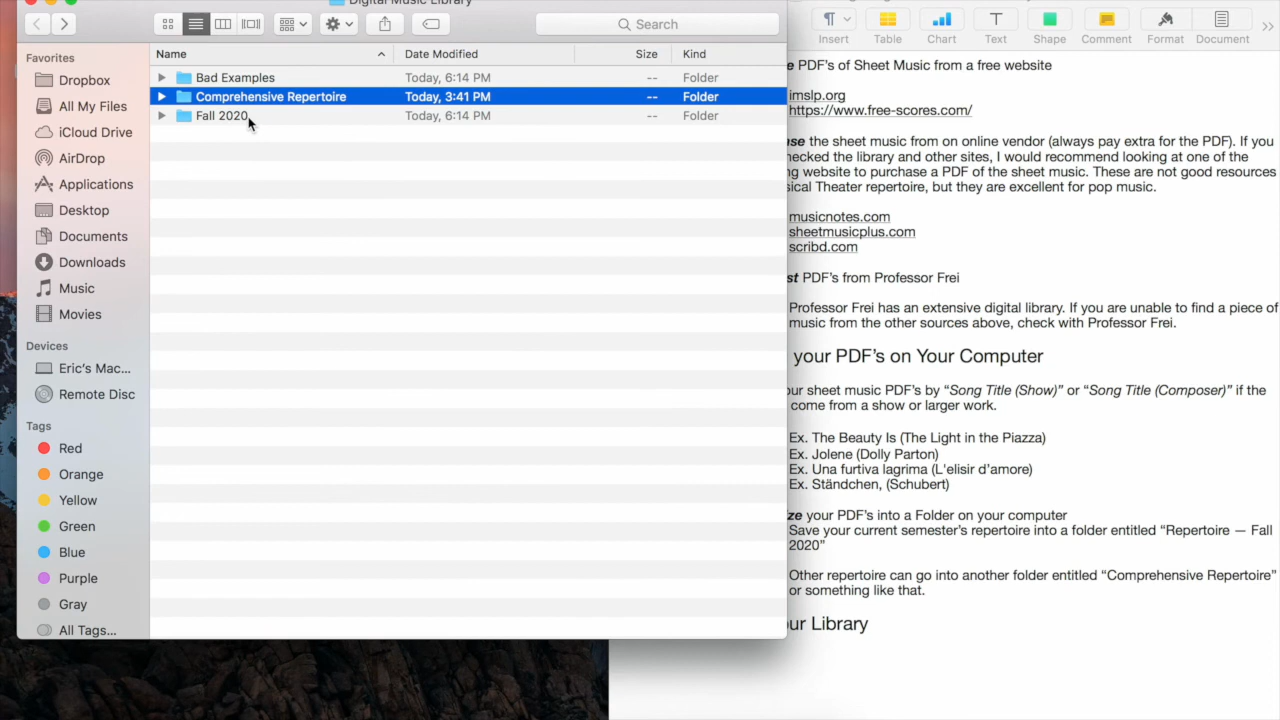 Digital Music Library
Search
Name
Date Modified
Size
Kind
Bad Examples
Today, 6:14 PM
--
Folder
Comprehensive Repertoire
Today, 3:41 PM
--
Folder
Fall 2020
Today, 6:14 PM
--
Folder
Favorites
Dropbox
All My Files
iCloud Drive
AirDrop
Applications
Desktop
Documents
Downloads
Music
Movies
Devices
Eric's Mac...
Remote Disc
Tags
Red
Orange
Yellow
Green
Blue
Purple
Gray
All Tags...
Insert
Table
Chart
Text
Shape
Comment
Format
Document
PDF's of Sheet Music from a free website
imslp.org
https://www.free-scores.com/
the sheet music from on online vendor (always pay extra for the PDF). If you
hecked the library and other sites, I would recommend looking at one of the
ng website to purchase a PDF of the sheet music. These are not good resources
sical Theater repertoire, but they are excellent for pop music.
musicnotes.com
sheetmusicplus.com
scribd.com
st PDF's from Professor Frei
Professor Frei has an extensive digital library. If you are unable to find a piece of
music from the other sources above, check with Professor Frei.
your PDF's on Your Computer
our sheet music PDF's by “Song Title (Show)” or “Song Title (Composer)” if the
come from a show or larger work.
Ex. The Beauty Is (The Light in the Piazza)
Ex. Jolene (Dolly Parton)
Ex. Una furtiva lagrima (L'elisir d'amore)
Ex. Ständchen, (Schubert)
ze your PDF's into a Folder on your computer
Save your current semester's repertoire into a folder entitled “Repertoire — Fall
2020”
Other repertoire can go into another folder entitled “Comprehensive Repertoire”
or something like that.
our Library